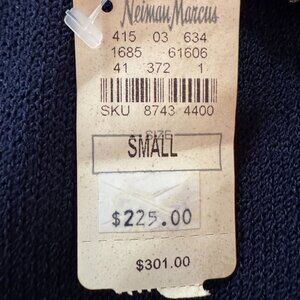 Neiman Marcus
415 03 634
1685 61606
41 372 1
SKU 8743 4400
SIZE
SMALL
$225.00
$301.00